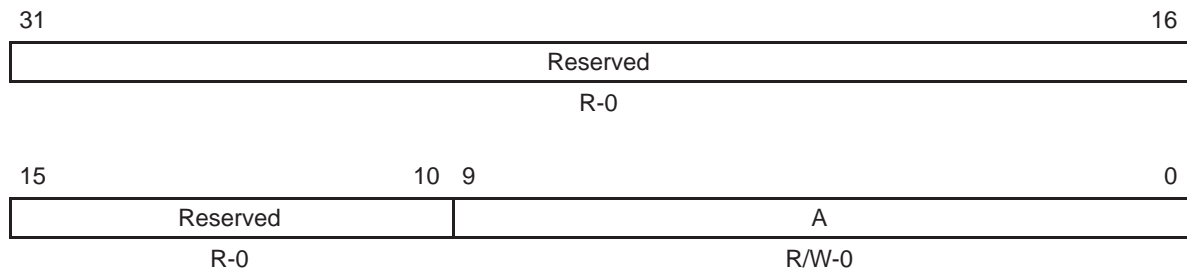 31 16
Reserved
R-0
15 10 9 0
Reserved A
R-0 R/W-0